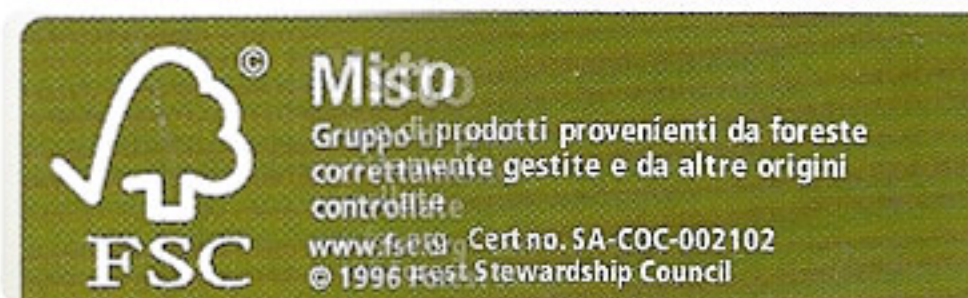 ©
Misto
Gruppo di prodotti provenienti da foreste
correttamente gestite e da altre origini
controllate
FSC
www.fsc.org Cert no. SA-COC-002102
© 1996 Forest Stewardship Council